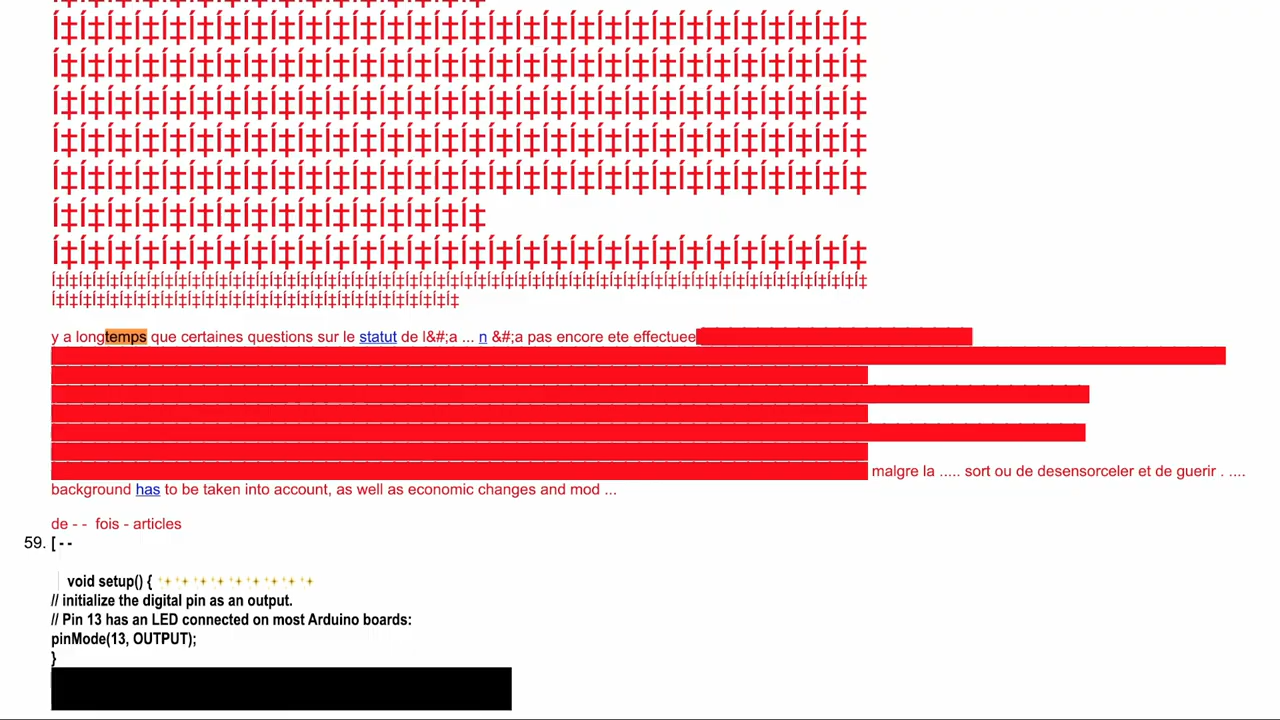 Í‡Í‡Í‡Í‡Í‡Í‡Í‡Í‡Í‡Í‡Í‡Í‡Í‡Í‡Í‡Í‡Í‡Í‡Í‡Í‡Í‡Í‡Í‡Í‡Í‡Í‡Í‡Í‡Í‡Í‡
Í‡Í‡Í‡Í‡Í‡Í‡Í‡Í‡Í‡Í‡Í‡Í‡Í‡Í‡Í‡Í‡Í‡Í‡Í‡Í‡Í‡Í‡Í‡Í‡Í‡Í‡Í‡Í‡Í‡Í‡
Í‡Í‡Í‡Í‡Í‡Í‡Í‡Í‡Í‡Í‡Í‡Í‡Í‡Í‡Í‡Í‡Í‡Í‡Í‡Í‡Í‡Í‡Í‡Í‡Í‡Í‡Í‡Í‡Í‡Í‡
Í‡Í‡Í‡Í‡Í‡Í‡Í‡Í‡Í‡Í‡Í‡Í‡Í‡Í‡Í‡Í‡Í‡Í‡Í‡Í‡Í‡Í‡Í‡Í‡Í‡Í‡Í‡Í‡Í‡Í‡
Í‡Í‡Í‡Í‡Í‡Í‡Í‡Í‡Í‡Í‡Í‡Í‡Í‡Í‡Í‡Í‡Í‡Í‡Í‡Í‡Í‡Í‡Í‡Í‡Í‡Í‡Í‡Í‡Í‡Í‡
Í‡Í‡Í‡Í‡Í‡Í‡Í‡Í‡Í‡Í‡Í‡Í‡Í‡Í‡Í‡Í‡
Í‡Í‡Í‡Í‡Í‡Í‡Í‡Í‡Í‡Í‡Í‡Í‡Í‡Í‡Í‡Í‡Í‡Í‡Í‡Í‡Í‡Í‡Í‡Í‡Í‡Í‡Í‡Í‡Í‡Í‡
Í‡Í‡Í‡Í‡Í‡Í‡Í‡Í‡Í‡Í‡Í‡Í‡Í‡Í‡Í‡Í‡Í‡Í‡Í‡Í‡Í‡Í‡Í‡Í‡Í‡Í‡Í‡Í‡Í‡Í‡Í‡Í‡Í‡Í‡Í‡Í‡Í‡Í‡Í‡Í‡Í‡Í‡Í‡Í‡Í‡Í‡Í‡Í‡Í‡Í‡Í‡Í‡Í‡Í‡Í‡Í‡Í‡Í‡Í‡Í‡
Í‡Í‡Í‡Í‡Í‡Í‡Í‡Í‡Í‡Í‡Í‡Í‡Í‡Í‡Í‡Í‡Í‡Í‡Í‡Í‡Í‡Í‡Í‡Í‡Í‡Í‡Í‡Í‡Í‡Í‡
y a longtemps que certaines questions sur le statut de l&#;a ... n &#;a pas encore ete effectuee
malgre la ..... sort ou de desensorceler et de guerir . ....
background has to be taken into account, as well as economic changes and mod ...
de - - fois - articles
59. [ - -
void setup() { ✨✨✨✨✨✨✨✨✨
// initialize the digital pin as an output.
// Pin 13 has an LED connected on most Arduino boards:
pinMode(13, OUTPUT);
}